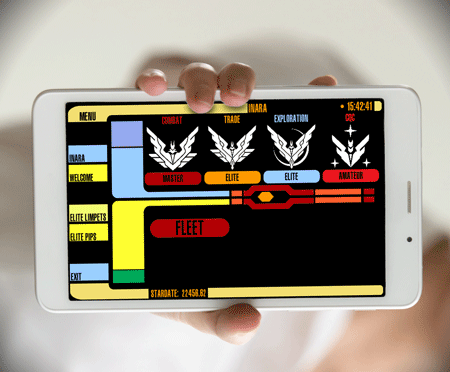 MENU
INARA
15:42:41
COMBAT
TRADE
EXPLORATION
CQC
INARA
WELCOME
MASTER
ELITE
ELITE
AMATEUR
ELITE LIMPETS
ELITE PIPS
FLEET
EXIT
STARDATE: 22456.62